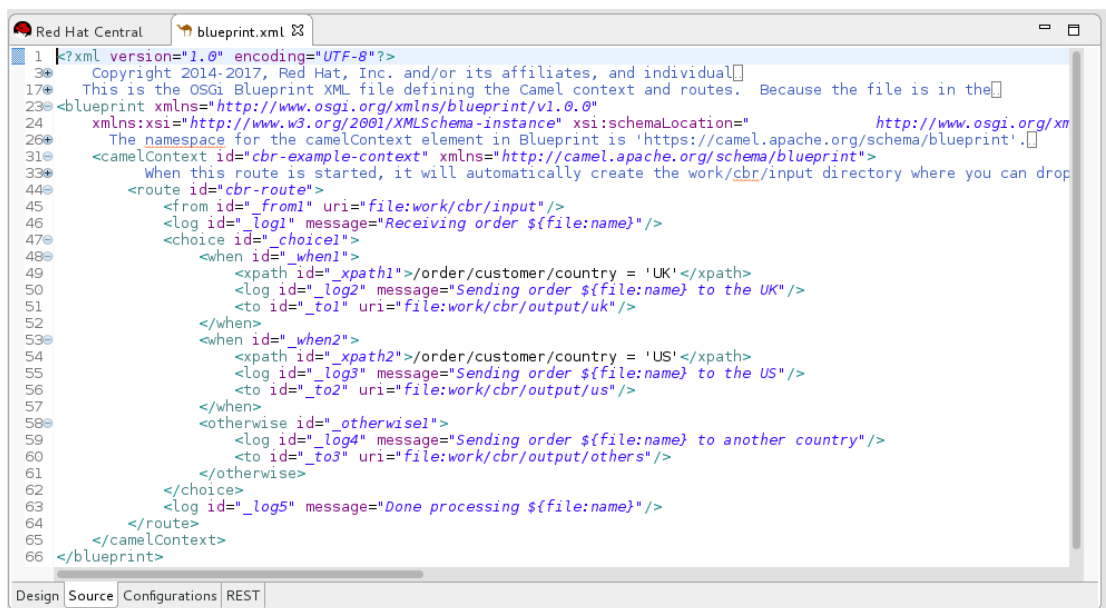 Red Hat Central blueprint.xml
1 <?xml version="1.0" encoding="UTF-8"?>
3 Copyright 2014-2017, Red Hat, Inc. and/or its affiliates, and individual
17 This is the OSGi Blueprint XML file defining the Camel context and routes. Because the file is in the
23 <blueprint xmlns="http://www.osgi.org/xmlns/blueprint/v1.0.0"
24 xmlns:xsi="http://www.w3.org/2001/XMLSchema-instance" xsi:schemaLocation=" http://www.osgi.org/xm
26 The namespace for the camelContext element in Blueprint is 'https://camel.apache.org/schema/blueprint'.
31 <camelContext id="cbr-example-context" xmlns="http://camel.apache.org/schema/blueprint">
33 When this route is started, it will automatically create the work/cbr/input directory where you can drop
44 <route id="cbr-route">
45 <from id="_from1" uri="file:work/cbr/input"/>
46 <log id="_log1" message="Receiving order ${file:name}"/>
47 <choice id="_choice1">
48 <when id="_when1">
49 <xpath id="_xpath1">/order/customer/country = 'UK'</xpath>
50 <log id="_log2" message="Sending order ${file:name} to the UK"/>
51 <to id="_to1" uri="file:work/cbr/output/uk"/>
52 </when>
53 <when id="_when2">
54 <xpath id="_xpath2">/order/customer/country = 'US'</xpath>
55 <log id="_log3" message="Sending order ${file:name} to the US"/>
56 <to id="_to2" uri="file:work/cbr/output/us"/>
57 </when>
58 <otherwise id="_otherwise1">
59 <log id="_log4" message="Sending order ${file:name} to another country"/>
60 <to id="_to3" uri="file:work/cbr/output/others"/>
61 </otherwise>
62 </choice>
63 <log id="_log5" message="Done processing ${file:name}"/>
64 </route>
65 </camelContext>
66 </blueprint>
Design Source Configurations REST